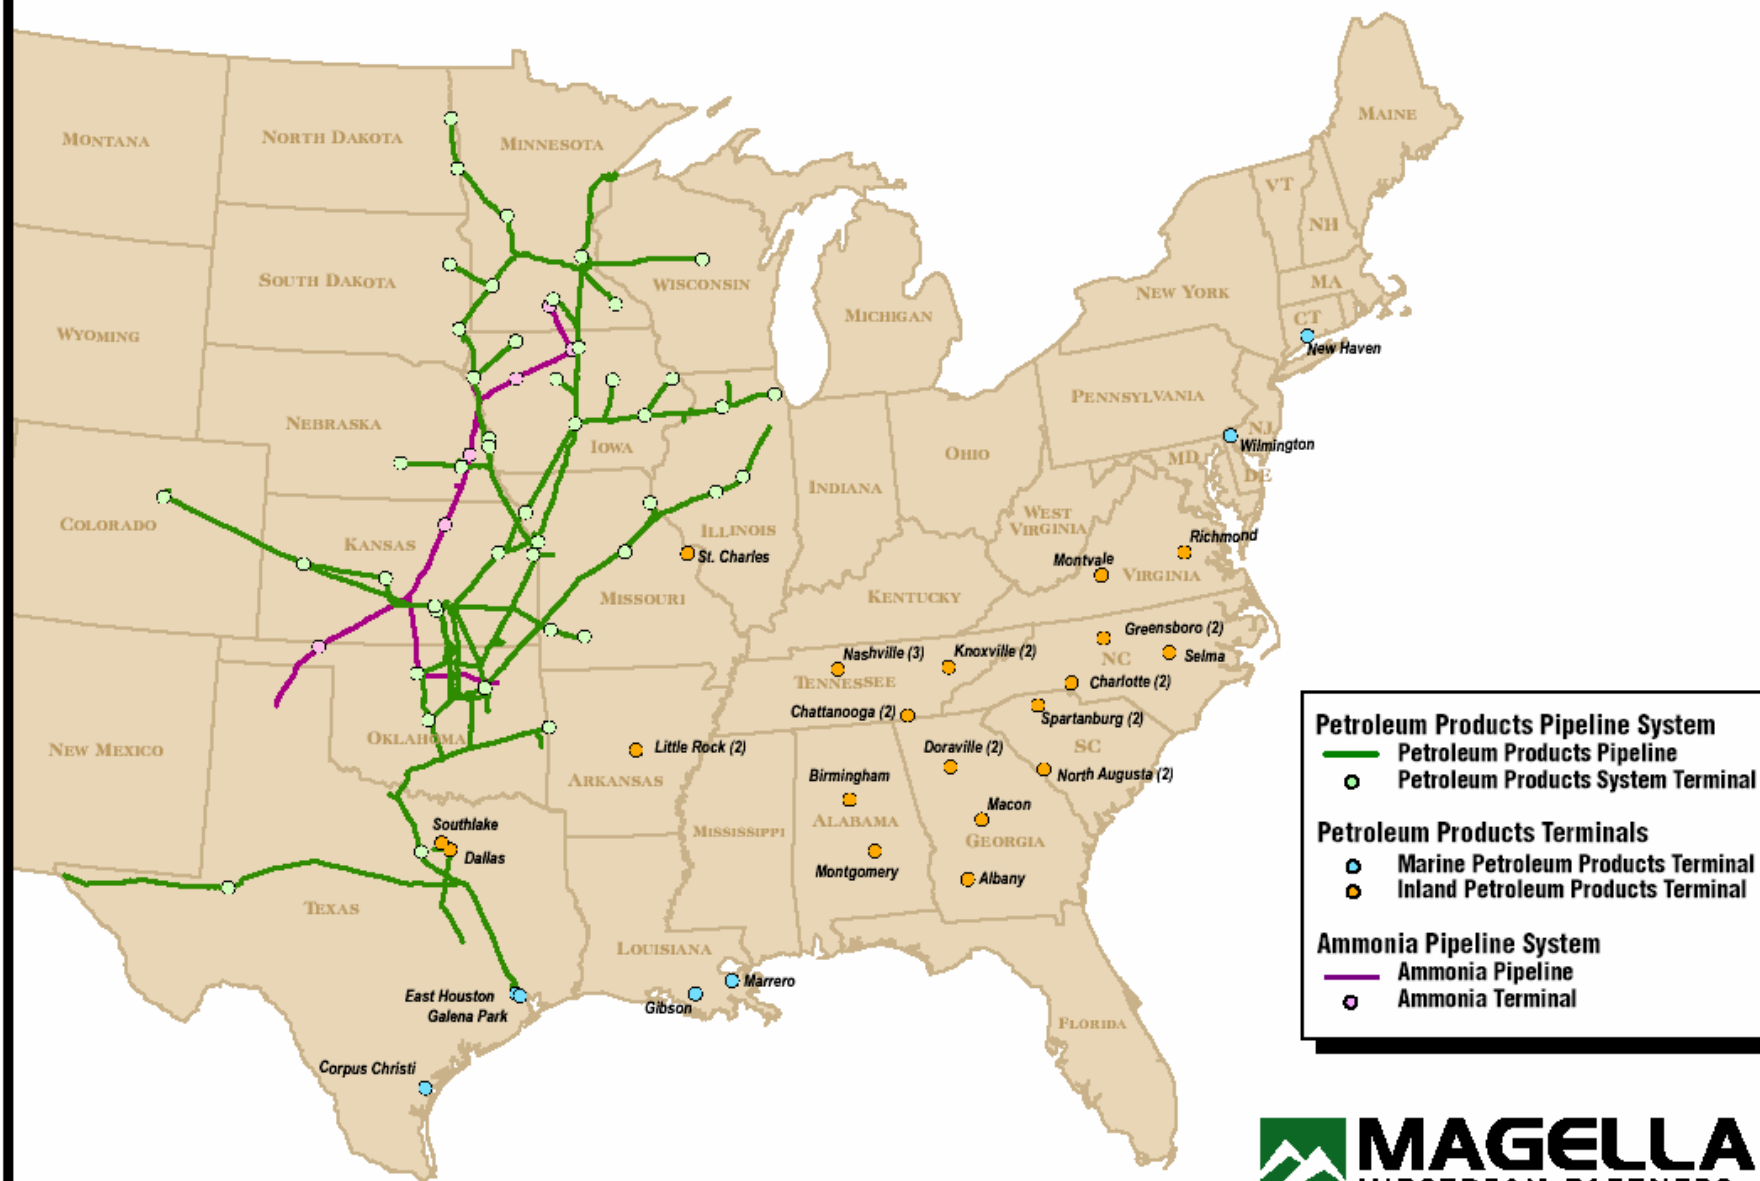 MAINE
MONTANA
NORTH DAKOTA
MINNESOTA
VT
NH
SOUTH DAKOTA
WISCONSIN
MA
NEW YORK
CT
WYOMING
MICHIGAN
New Haven
PENNSYLVANIA
NEBRASKA
NJ
IOWA
OHIO
Wilmington
MD
DE
INDIANA
WEST
VIRGINIA
COLORADO
ILLINOIS
KANSAS
St. Charles
Richmond
Montvale
VIRGINIA
MISSOURI
KENTUCKY
Greensboro (2)
Nashville (3)
Knoxville (2)
NC
Selma
TENNESSEE
Charlotte (2)
Chattanooga (2)
Spartanburg (2)
OKLAHOMA
NEW MEXICO
Little Rock (2)
Doraville (2)
SC
ARKANSAS
Birmingham
North Augusta (2)
Macon
Southlake
MISSISSIPPI
ALABAMA
GEORGIA
Dallas
Montgomery
Albany
TEXAS
LOUISIANA
Marrero
East Houston
Gibson
Galena Park
FLORIDA
Corpus Christi
Petroleum Products Pipeline System
Petroleum Products Pipeline
Petroleum Products System Terminal
Petroleum Products Terminals
Marine Petroleum Products Terminal
Inland Petroleum Products Terminal
Ammonia Pipeline System
Ammonia Pipeline
Ammonia Terminal
MAGELLA